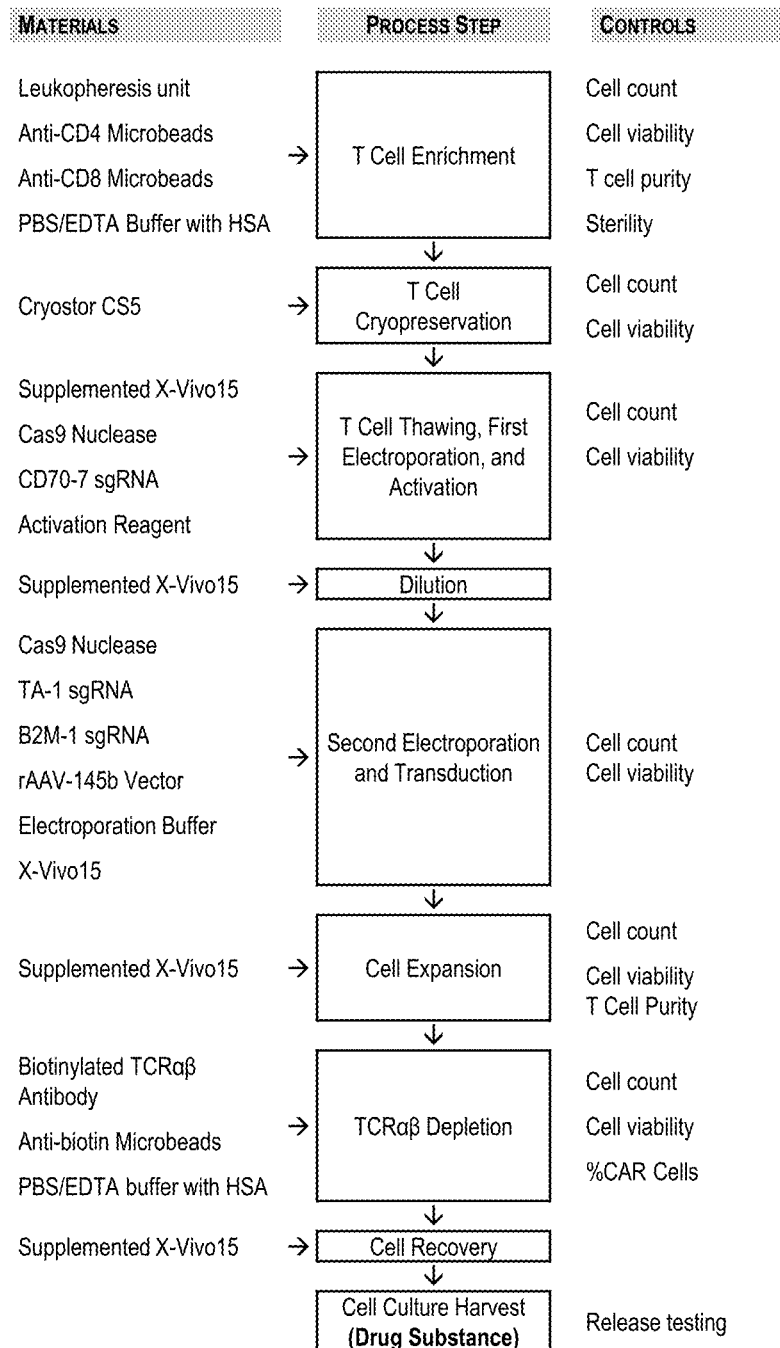 MATERIALS
PROCESS STEP
CONTROLS
Leukopheresis unit
Anti-CD4 Microbeads
Anti-CD8 Microbeads
PBS/EDTA Buffer with HSA
→
T Cell Enrichment
Cell count
Cell viability
T cell purity
Sterility
↓
Cryostor CS5
→
T Cell
Cryopreservation
Cell count
Cell viability
↓
Supplemented X-Vivo15
Cas9 Nuclease
CD70-7 sgRNA
Activation Reagent
→
T Cell Thawing, First
Electroporation, and
Activation
Cell count
Cell viability
↓
Supplemented X-Vivo15
→
Dilution
↓
Cas9 Nuclease
TA-1 sgRNA
B2M-1 sgRNA
rAAV-145b Vector
Electroporation Buffer
X-Vivo15
→
Second Electroporation
and Transduction
Cell count
Cell viability
↓
Supplemented X-Vivo15
→
Cell Expansion
Cell count
Cell viability
T Cell Purity
↓
Biotinylated TCRαβ
Antibody
Anti-biotin Microbeads
PBS/EDTA buffer with HSA
→
TCRαβ Depletion
Cell count
Cell viability
%CAR Cells
↓
Supplemented X-Vivo15
→
Cell Recovery
↓
Cell Culture Harvest
(Drug Substance)
Release testing